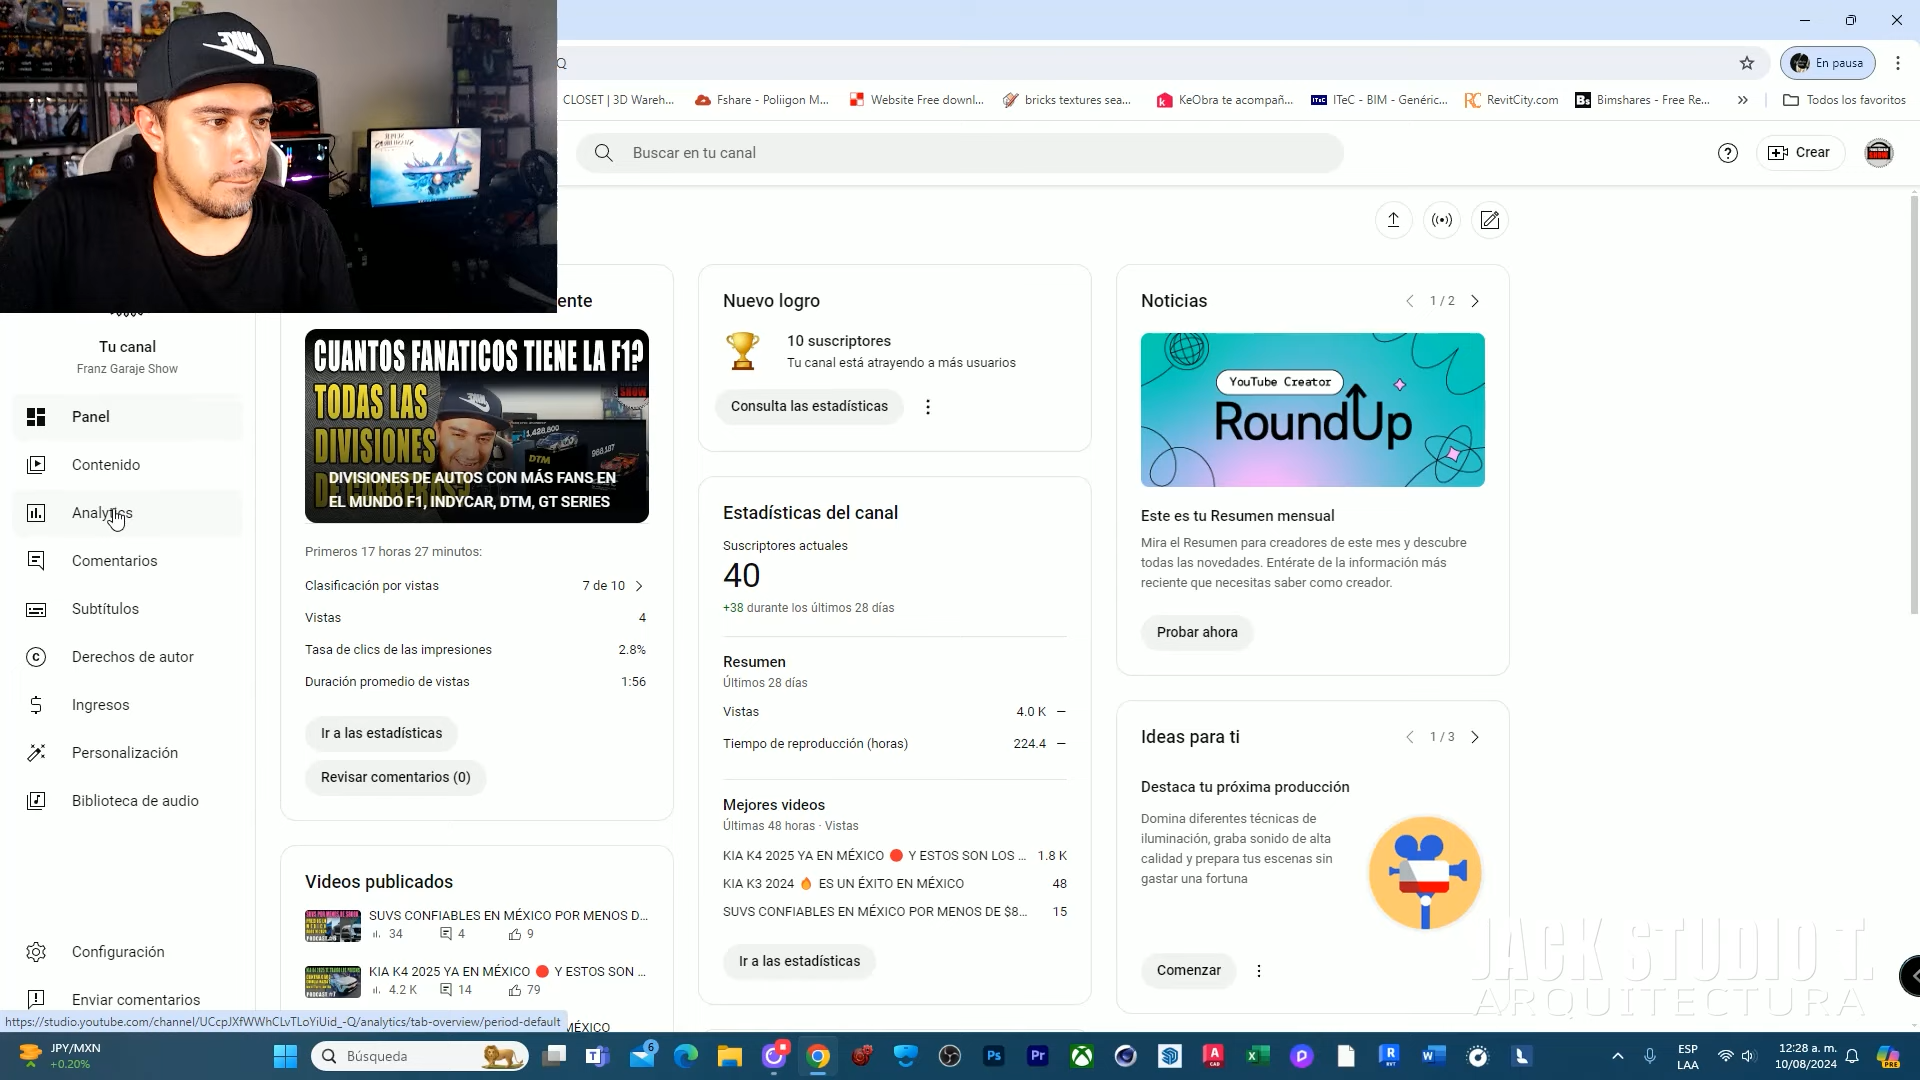 En pausa
CLOSET | 3D Wareh...
Fshare - Poliigon M...
Website Free downl...
bricks textures sea...
KeObra te acompañ...
ITeC - BIM - Genéric...
RevitCity.com
Bimshares - Free Re...
Todos los favoritos
Buscar en tu canal
Crear
ente
Nuevo logro
Noticias
1 / 2
10 suscriptores
Tu canal está atrayendo a más usuarios
Consulta las estadísticas
YouTube Creator
RoundUp
Este es tu Resumen mensual
Mira el Resumen para creadores de este mes y descubre
todas las novedades. Entérate de la información más
reciente que necesitas saber como creador.
Probar ahora
Tu canal
Franz Garaje Show
Panel
Contenido
Analytics
Comentarios
Subtítulos
Derechos de autor
Ingresos
Personalización
Biblioteca de audio
Configuración
Enviar comentarios
CUANTOS FANATICOS TIENE LA F1?
TODAS LAS
DIVISIONES
DE CARRERAS
1,428,800
DTM
988,187
SHOW
DIVISIONES DE AUTOS CON MÁS FANS EN
EL MUNDO F1, INDYCAR, DTM, GT SERIES
Primeros 17 horas 27 minutos:
Clasificación por vistas 7 de 10
Vistas 4
Tasa de clics de las impresiones 2.8%
Duración promedio de vistas 1:56
Ir a las estadísticas
Revisar comentarios (0)
Videos publicados
SUVS CONFIABLES EN MÉXICO POR MENOS D...
34 4 9
KIA K4 2025 YA EN MÉXICO 🔴 Y ESTOS SON ...
4.2 K 14 79
MÉXICO
Estadísticas del canal
Suscriptores actuales
40
+38 durante los últimos 28 días
Resumen
Últimos 28 días
Vistas 4.0 K —
Tiempo de reproducción (horas) 224.4 —
Mejores videos
Últimas 48 horas · Vistas
KIA K4 2025 YA EN MÉXICO 🔴 Y ESTOS SON LOS ... 1.8 K
KIA K3 2024 🔥 ES UN ÉXITO EN MÉXICO 48
SUVS CONFIABLES EN MÉXICO POR MENOS DE $8... 15
Ir a las estadísticas
Ideas para ti
1 / 3
Destaca tu próxima producción
Domina diferentes técnicas de
iluminación, graba sonido de alta
calidad y prepara tus escenas sin
gastar una fortuna
Comenzar
JACK STUDIO T.
ARQUITECTURA
https://studio.youtube.com/channel/UCcpJXfWWhCLvTLoYiUid_-Q/analytics/tab-overview/period-default
JPY/MXN
+0.20%
Búsqueda
6
ESP
LAA
12:28 a. m.
10/08/2024